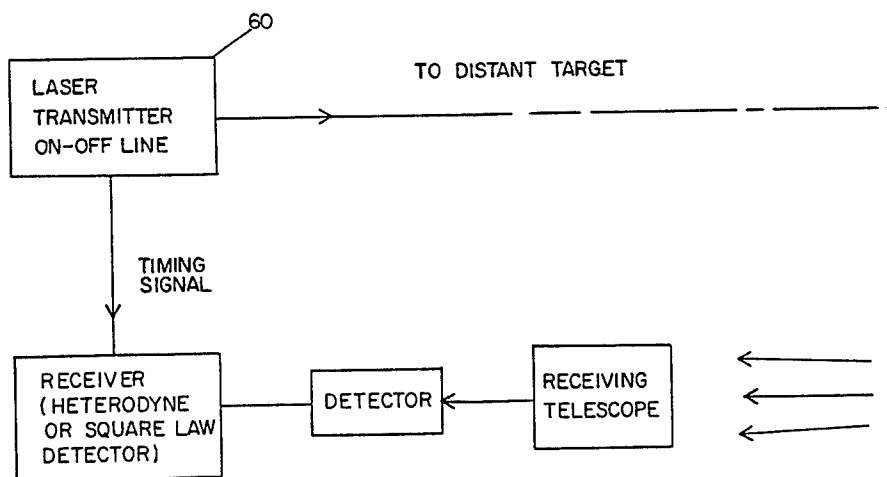 60
LASER
TRANSMITTER
ON-OFF LINE
TO DISTANT TARGET
TIMING
SIGNAL
RECEIVER
(HETERODYNE
OR SQUARE LAW
DETECTOR)
DETECTOR
RECEIVING
TELESCOPE